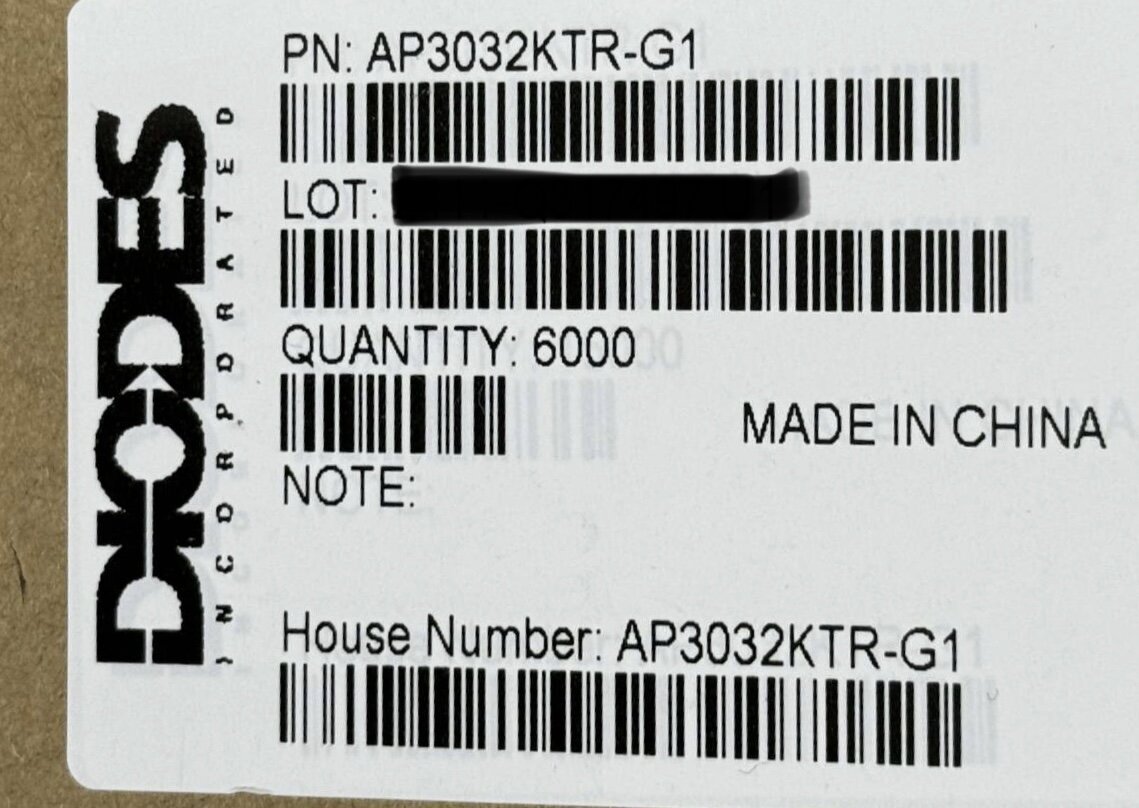 DIODES
INCORPORATED
PN: AP3032KTR-G1
LOT:
QUANTITY: 6000
MADE IN CHINA
NOTE:
House Number: AP3032KTR-G1